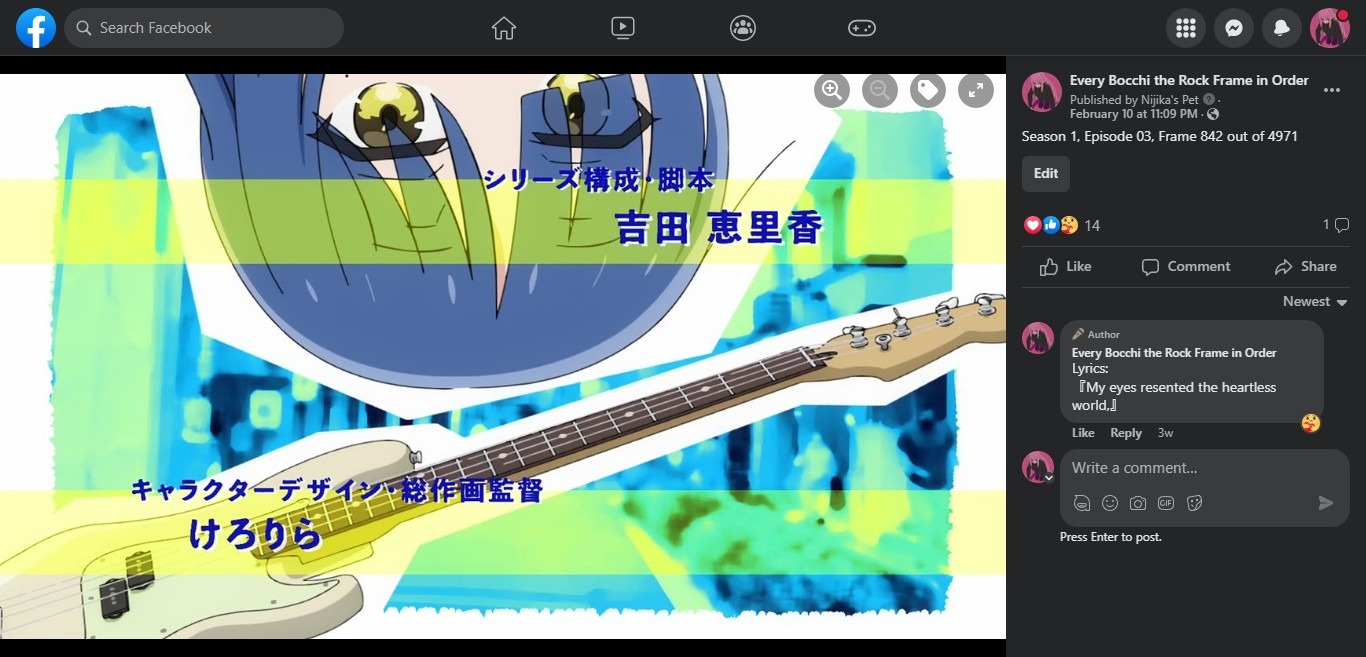 Search Facebook
シリーズ構成・脚本
吉田 恵里香
キャラクターデザイン・総作画監督
けろりら
Every Bocchi the Rock Frame in Order
Published by Nijika's Pet ? ·
February 10 at 11:09 PM ·
Season 1, Episode 03, Frame 842 out of 4971
Edit
14
1
Like Comment Share
Newest
Author
Every Bocchi the Rock Frame in Order
Lyrics:
『My eyes resented the heartless
world,』
Like Reply 3w
Write a comment...
GIF
Press Enter to post.